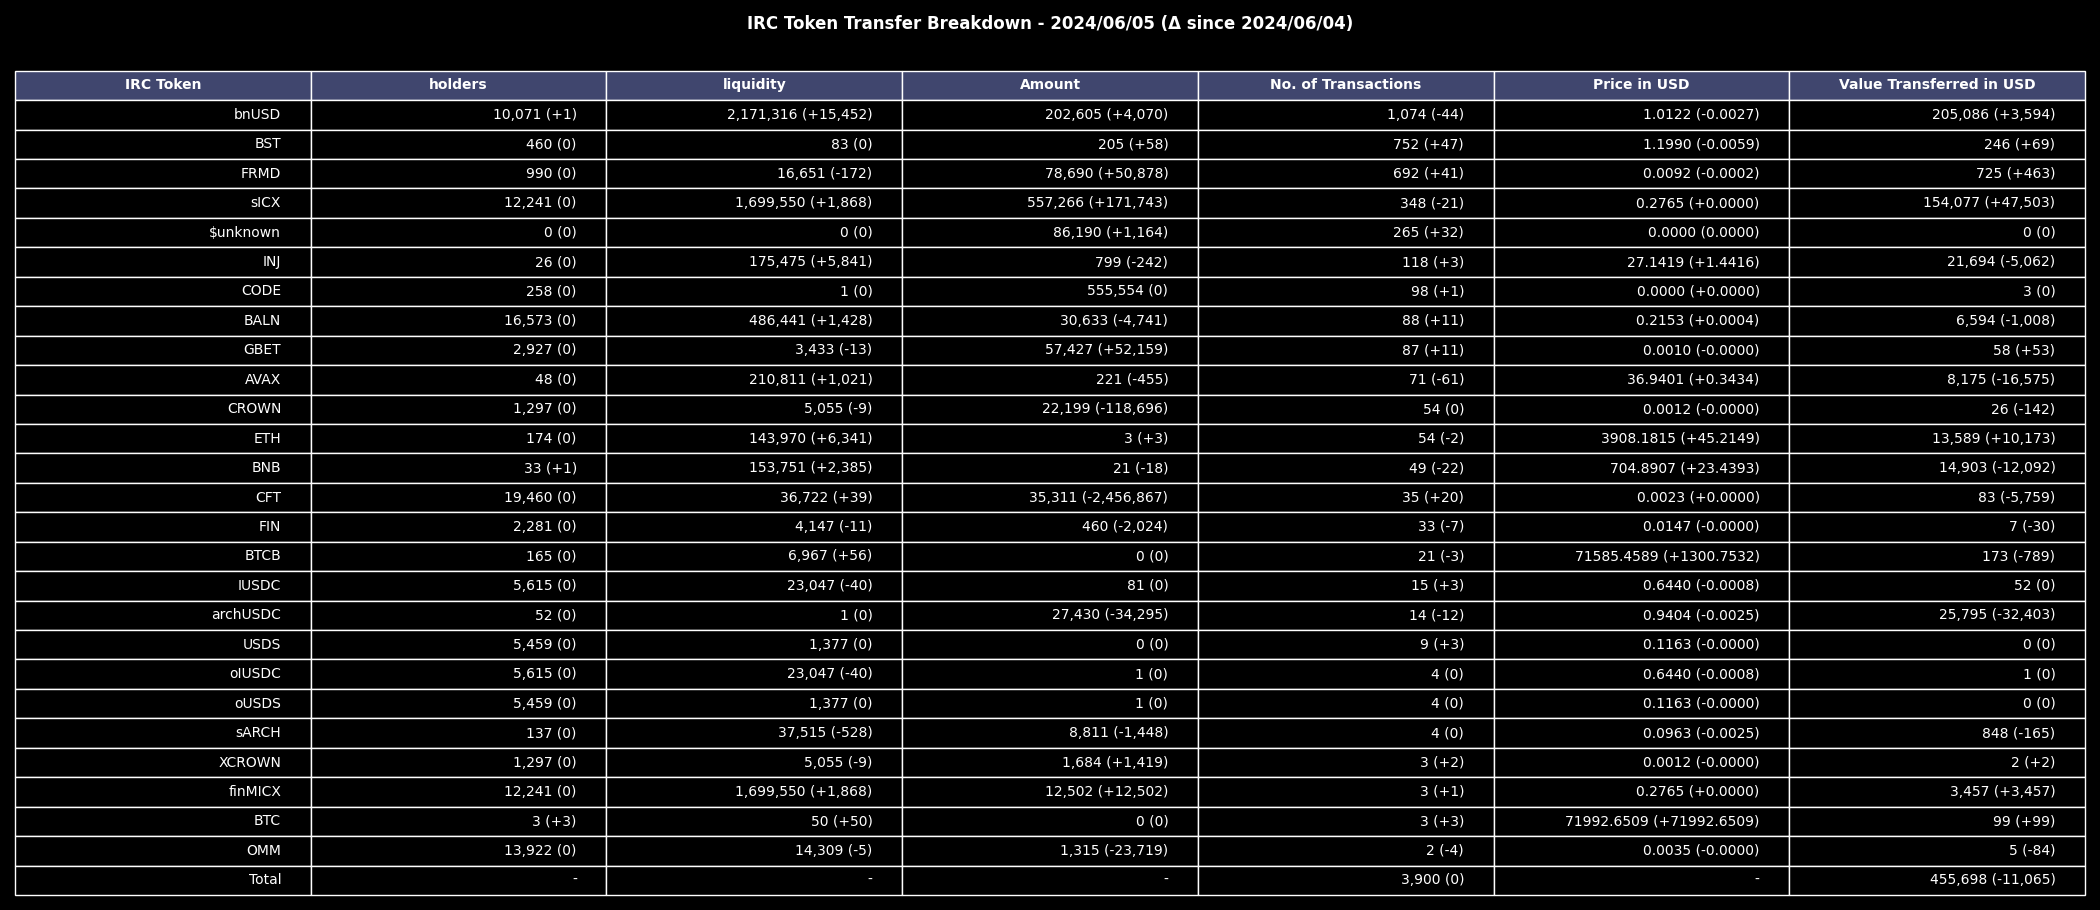 IRC Token Transfer Breakdown - 2024/06/05 (Δ since 2024/06/04)
IRC Token holders liquidity Amount No. of Transactions Price in USD Value Transferred in USD
bnUSD 10,071 (+1) 2,171,316 (+15,452) 202,605 (+4,070) 1,074 (-44) 1.0122 (-0.0027) 205,086 (+3,594)
BST 460 (0) 83 (0) 205 (+58) 752 (+47) 1.1990 (-0.0059) 246 (+69)
FRMD 990 (0) 16,651 (-172) 78,690 (+50,878) 692 (+41) 0.0092 (-0.0002) 725 (+463)
sICX 12,241 (0) 1,699,550 (+1,868) 557,266 (+171,743) 348 (-21) 0.2765 (+0.0000) 154,077 (+47,503)
$unknown 0 (0) 0 (0) 86,190 (+1,164) 265 (+32) 0.0000 (0.0000) 0 (0)
INJ 26 (0) 175,475 (+5,841) 799 (-242) 118 (+3) 27.1419 (+1.4416) 21,694 (-5,062)
CODE 258 (0) 1 (0) 555,554 (0) 98 (+1) 0.0000 (+0.0000) 3 (0)
BALN 16,573 (0) 486,441 (+1,428) 30,633 (-4,741) 88 (+11) 0.2153 (+0.0004) 6,594 (-1,008)
GBET 2,927 (0) 3,433 (-13) 57,427 (+52,159) 87 (+11) 0.0010 (-0.0000) 58 (+53)
AVAX 48 (0) 210,811 (+1,021) 221 (-455) 71 (-61) 36.9401 (+0.3434) 8,175 (-16,575)
CROWN 1,297 (0) 5,055 (-9) 22,199 (-118,696) 54 (0) 0.0012 (-0.0000) 26 (-142)
ETH 174 (0) 143,970 (+6,341) 3 (+3) 54 (-2) 3908.1815 (+45.2149) 13,589 (+10,173)
BNB 33 (+1) 153,751 (+2,385) 21 (-18) 49 (-22) 704.8907 (+23.4393) 14,903 (-12,092)
CFT 19,460 (0) 36,722 (+39) 35,311 (-2,456,867) 35 (+20) 0.0023 (+0.0000) 83 (-5,759)
FIN 2,281 (0) 4,147 (-11) 460 (-2,024) 33 (-7) 0.0147 (-0.0000) 7 (-30)
BTCB 165 (0) 6,967 (+56) 0 (0) 21 (-3) 71585.4589 (+1300.7532) 173 (-789)
IUSDC 5,615 (0) 23,047 (-40) 81 (0) 15 (+3) 0.6440 (-0.0008) 52 (0)
archUSDC 52 (0) 1 (0) 27,430 (-34,295) 14 (-12) 0.9404 (-0.0025) 25,795 (-32,403)
USDS 5,459 (0) 1,377 (0) 0 (0) 9 (+3) 0.1163 (-0.0000) 0 (0)
oIUSDC 5,615 (0) 23,047 (-40) 1 (0) 4 (0) 0.6440 (-0.0008) 1 (0)
oUSDS 5,459 (0) 1,377 (0) 1 (0) 4 (0) 0.1163 (-0.0000) 0 (0)
sARCH 137 (0) 37,515 (-528) 8,811 (-1,448) 4 (0) 0.0963 (-0.0025) 848 (-165)
XCROWN 1,297 (0) 5,055 (-9) 1,684 (+1,419) 3 (+2) 0.0012 (-0.0000) 2 (+2)
finMICX 12,241 (0) 1,699,550 (+1,868) 12,502 (+12,502) 3 (+1) 0.2765 (+0.0000) 3,457 (+3,457)
BTC 3 (+3) 50 (+50) 0 (0) 3 (+3) 71992.6509 (+71992.6509) 99 (+99)
OMM 13,922 (0) 14,309 (-5) 1,315 (-23,719) 2 (-4) 0.0035 (-0.0000) 5 (-84)
Total - - - 3,900 (0) - 455,698 (-11,065)